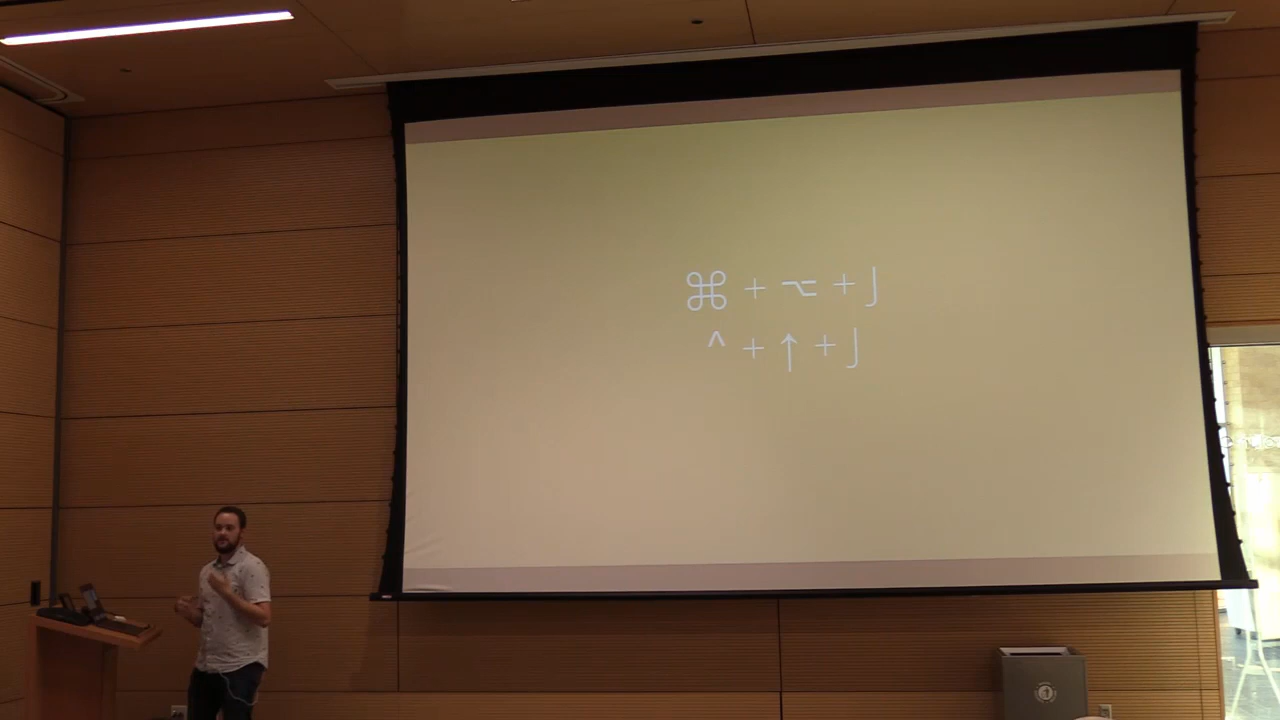 ⌘ + ⌥ + J
^ + ↑ + J